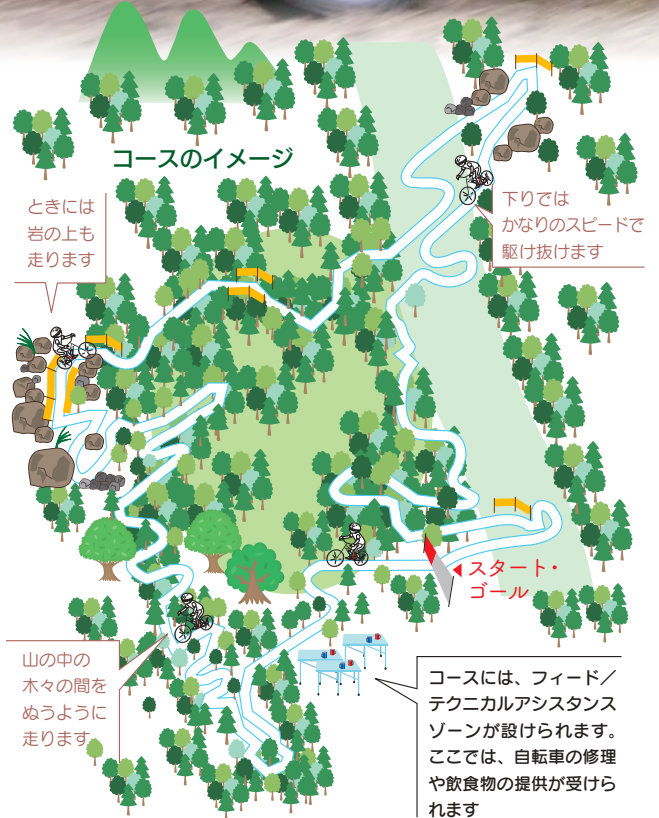 コースのイメージ
ときには
岩の上も
走ります
下りでは
かなりのスピードで
駆け抜けます
スタート・
ゴール
山の中の
木々の間を
ぬうように
走ります
コースには、フィード／
テクニカルアシスタンス
ゾーンが設けられます。
ここでは、自転車の修理
や飲食物の提供が受けら
れます